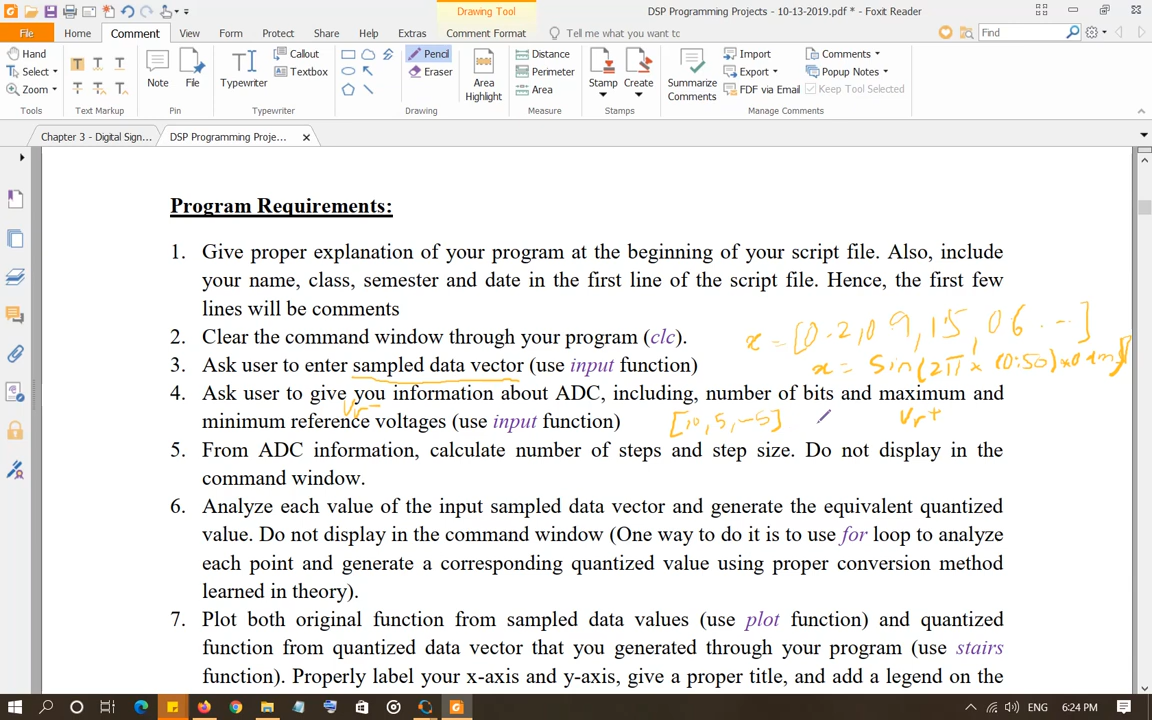 Drawing Tool
DSP Programming Projects - 10-13-2019.pdf * - Foxit Reader
File Home Comment View Form Protect Share Help Extras Comment Format Tell me what you want to do... Find
Hand
Select
Zoom
Tools
Text Markup
Note
File
Pin
Typewriter
Callout
Textbox
Typewriter
Pencil
Eraser
Drawing
Area Highlight
Distance
Perimeter
Area
Measure
Stamp
Create
Stamps
Summarize Comments
Import
Export
FDF via Email
Comments
Popup Notes
Keep Tool Selected
Manage Comments
Chapter 3 - Digital Sign...
DSP Programming Proje...
Program Requirements:
1. Give proper explanation of your program at the beginning of your script file. Also, include
your name, class, semester and date in the first line of the script file. Hence, the first few
lines will be comments
x = [0.2, 0.9, 1.5, 06 ...]
2. Clear the command window through your program (clc).
3. Ask user to enter sampled data vector (use input function)
4. Ask user to give you information about ADC, including, number of bits and maximum and
Vr-
minimum reference voltages (use input function)
[10, 5, -5]
Vr+
5. From ADC information, calculate number of steps and step size. Do not display in the
command window.
6. Analyze each value of the input sampled data vector and generate the equivalent quantized
value. Do not display in the command window (One way to do it is to use for loop to analyze
each point and generate a corresponding quantized value using proper conversion method
learned in theory).
7. Plot both original function from sampled data values (use plot function) and quantized
function from quantized data vector that you generated through your program (use stairs
function). Properly label your x-axis and y-axis, give a proper title, and add a legend on the
ENG 6:24 PM